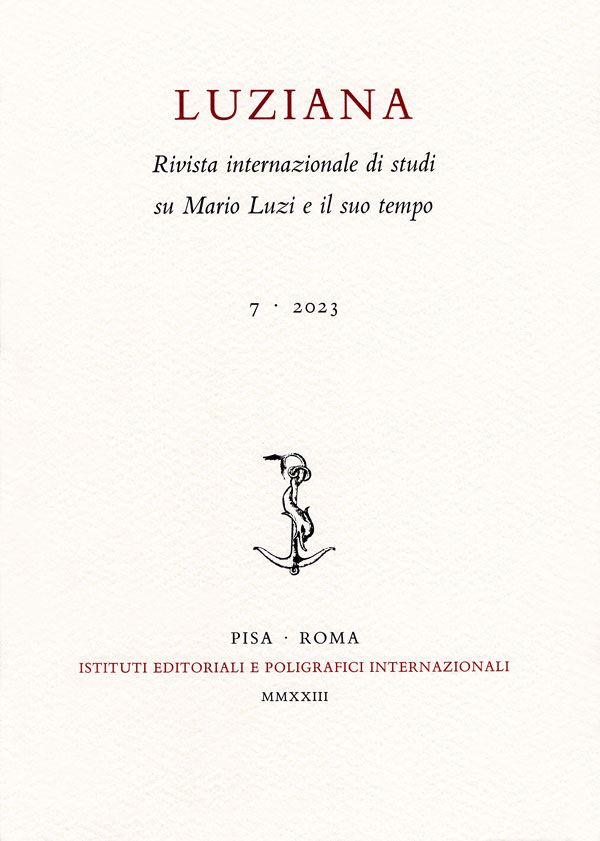 LUZIANA
Rivista internazionale di studi
su Mario Luzi e il suo tempo
7 · 2023
PISA · ROMA
ISTITUTI EDITORIALI E POLIGRAFICI INTERNAZIONALI
MMXXIII